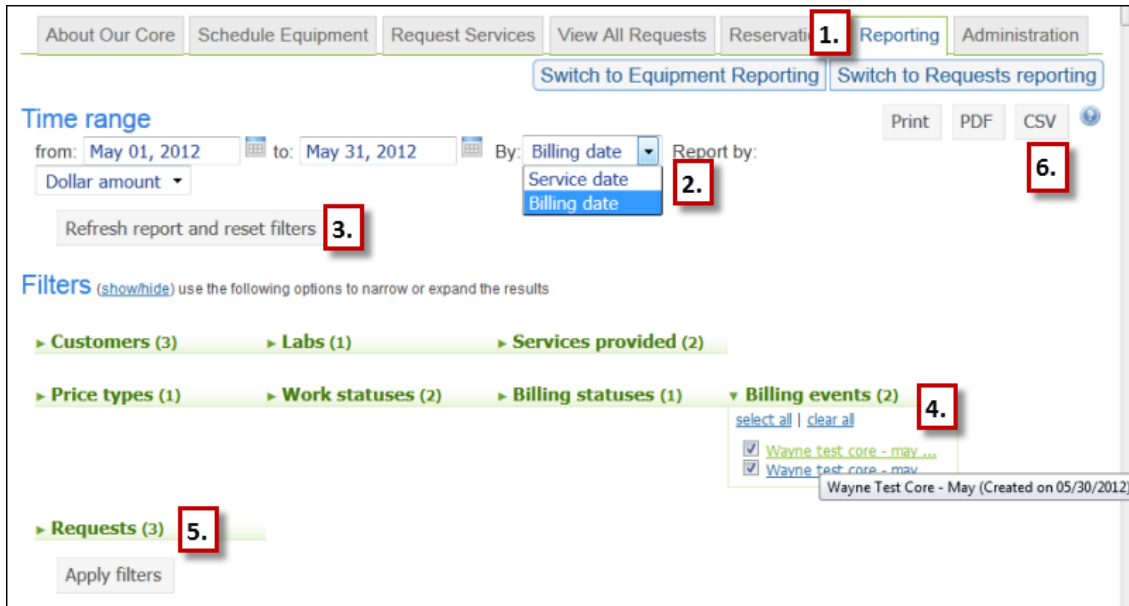 About Our Core Schedule Equipment Request Services View All Requests Reservati 1. Reporting Administration
Switch to Equipment Reporting Switch to Requests reporting
Time range Print PDF CSV
from: May 01, 2012 to: May 31, 2012 By: Billing date Report by:
6.
Dollar amount Service date 2.
Billing date
Refresh report and reset filters 3.
Filters (show/hide) use the following options to narrow or expand the results
Customers (3) Labs (1) Services provided (2)
Price types (1) Work statuses (2) Billing statuses (1) Billing events (2) 4.
select all | clear all
Wayne test core - may ...
Wayne test core - may
Wayne Test Core - May (Created on 05/30/2012)
Requests (3) 5.
Apply filters